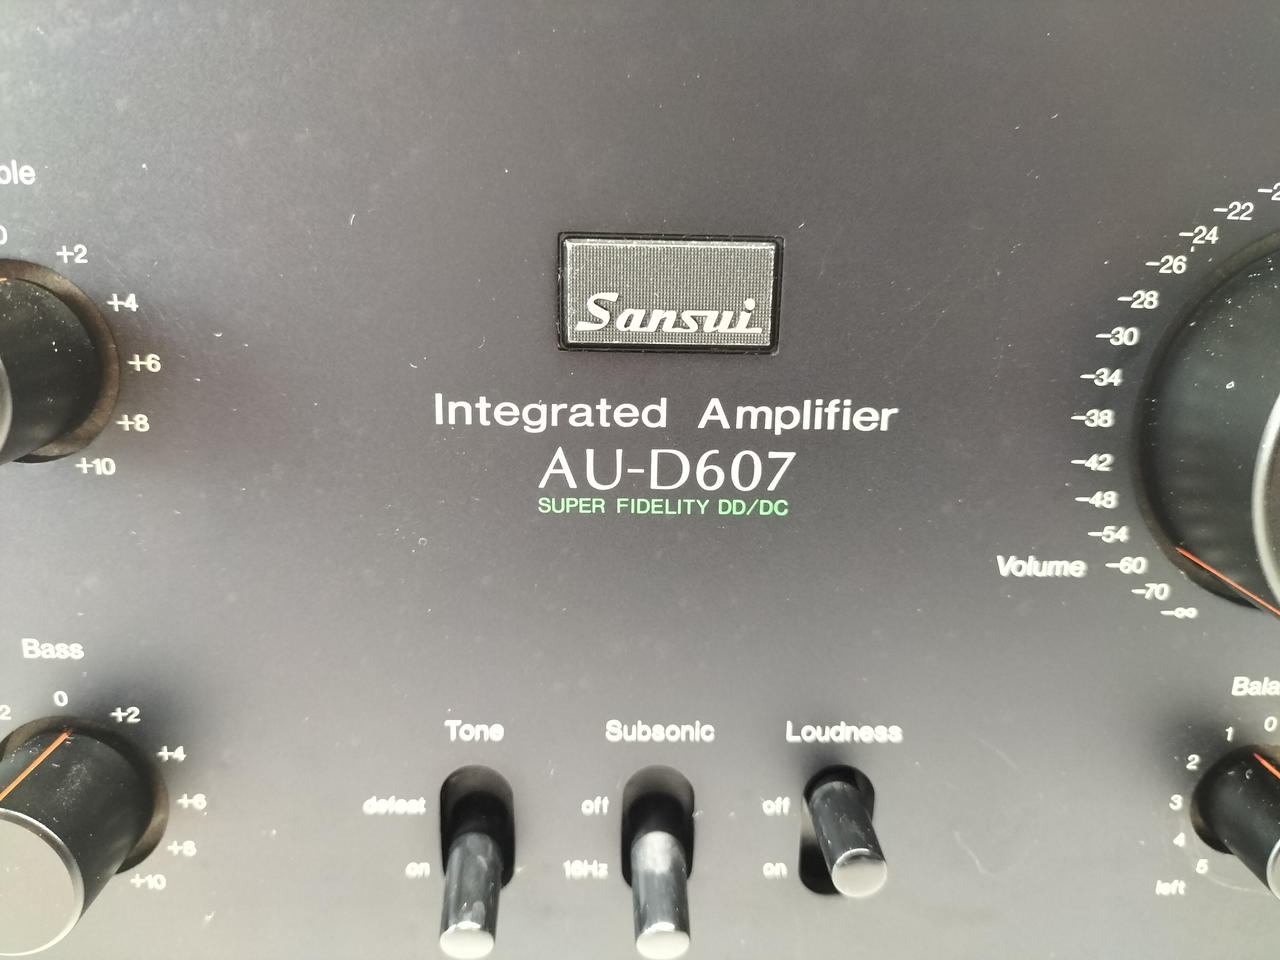 0 +2
+4
+6
+8
+10
Sansui
Integrated Amplifier
AU-D607
SUPER FIDELITY DD/DC
-22
-24
-26
-28
-30
-34
-38
-42
-48
-54
Volume -60
-70
-∞
Bass
2 0 +2
+4
+6
+8
+10
Tone
defeat
on
Subsonic
off
16Hz
Loudness
off
on
0
1
2
3
4
5
left